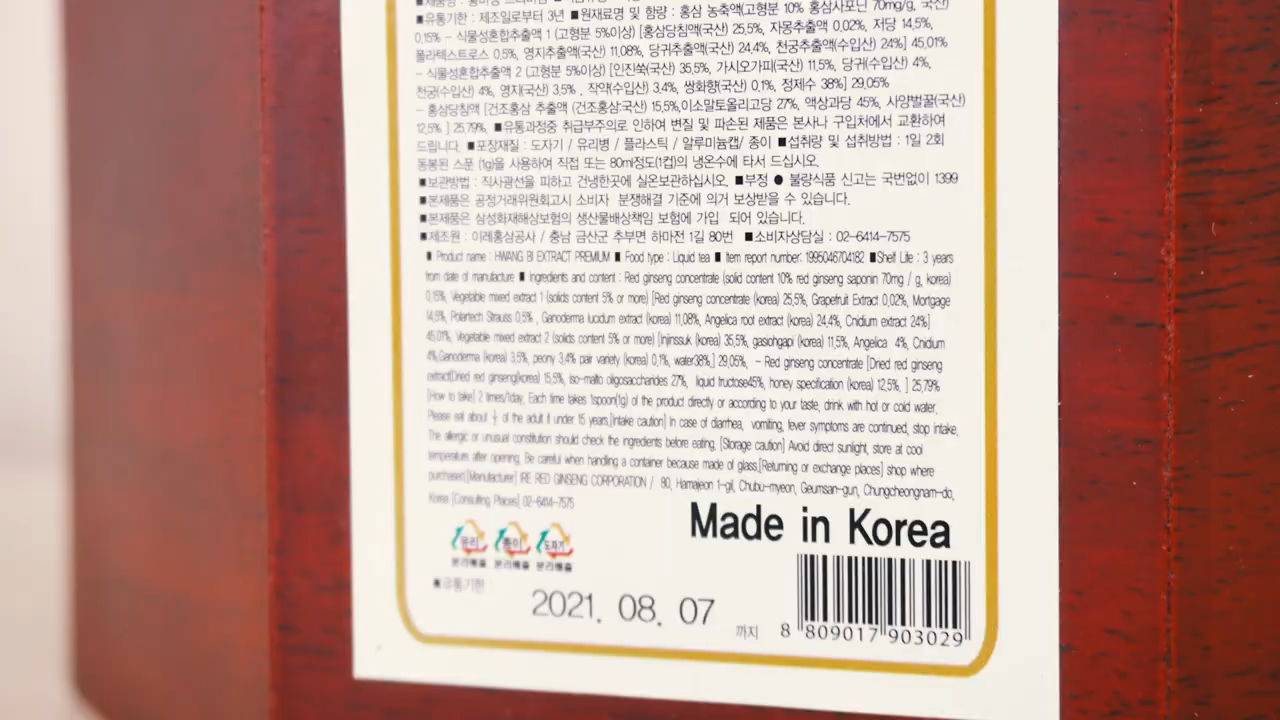 ■유통기한 : 제조일로부터 3년 ■원재료명 및 함량 : 홍삼 농축액(고형분 10% 홍삼사포닌 70mg/g, 국산)
0,15% - 식물성혼합추출액 1 (고형분 5%이상) [홍삼당침액(국산) 25,5%, 자몽추출액 0,02%, 저당 14,5%,
폴리텍스트로스 0,5%, 영지추출액(국산) 11,08%, 당귀추출액(국산) 24,4%, 천궁추출액(수입산) 24%] 45,01%
- 식물성혼합추출액 2 (고형분 5%이상) [인진쑥(국산) 35,5%, 가시오가피(국산) 11,5%, 당귀(수입산) 4%,
천궁(수입산) 4%, 영지(국산) 3,5% , 작약(수입산) 3,4%, 쌍화향(국산) 0,1%, 정제수 38%] 29,05%
- 홍삼당침액 [건조홍삼 추출액 (건조홍삼:국산) 15,5%,이소말토올리고당 27%, 액상과당 45%, 사양벌꿀(국산)
12,5% ] 25,79%, ■유통과정중 취급부주의로 인하여 변질 및 파손된 제품은 본사나 구입처에서 교환하여
드립니다. ■포장재질 : 도자기 / 유리병 / 플라스틱 / 알루미늄캡/ 종이 ■섭취량 및 섭취방법 : 1일 2회
동봉된 스푼 (1g)을 사용하여 직접 또는 80ml정도(1컵)의 냉온수에 타서 드십시오.
■보관방법 : 직사광선을 피하고 건냉한곳에 실온보관하십시오. ■부정 ● 불량식품 신고는 국번없이 1399
■본제품은 공정거래위원회고시 소비자 분쟁해결 기준에 의거 보상받을 수 있습니다.
■본제품은 삼성화재해상보험의 생산물배상책임 보험에 가입 되어 있습니다.
■제조원 : 이레홍삼공사 / 충남 금산군 추부면 하마전 1길 80번 ■소비자상담실 : 02-6414-7575
■ Product name : HWANG BI EXTRACT PREMIUM ■ Food type : Liquid tea ■ Item report number: 1995046704182 ■Shelf Life : 3 years
from date of manufacture ■ Ingredients and content : Red ginseng concentrate (solid content 10% red ginseng saponin 70mg / g, korea)
0,15%, Vegetable mixed extract 1 (solids content 5% or more) [Red ginseng concentrate (korea) 25,5%, Grapefruit Extract 0,02%, Mortgage
14,5%, Polartech Strauss 0,5% , Ganoderma lucidum extract (korea) 11,08%, Angelica root extract (korea) 24,4%, Cnidium extract 24%]
45,01%, Vegetable mixed extract 2 (solids content 5% or more) [Injinssuk (korea) 35,5%, gasiohgapi (korea) 11,5%, Angelica 4%, Cnidium
4%,Ganoderma (korea) 3,5%, peony 3,4% pair variety (korea) 0,1%, water38%,] 29,05%, - Red ginseng concentrate [Dried red ginseng
extract(Dried red ginseng:korea) 15,5%, iso-malto oligosaccharides 27%, liquid fructose45%, honey specification (korea) 12,5%, ] 25,79%
[How to take] 2 times/1day, Each time takes 1spoon(1g) of the product directly or according to your taste, drink with hot or cold water,
Please eat about ½ of the adult if under 15 years,[Intake caution] In case of diarrhea, vomiting, fever symptoms are continued, stop intake,
The allergic or unusual constitution should check the ingredients before eating, [Storage caution] Avoid direct sunlight, store at cool
temperature after opening, Be careful when handling a container because made of glass,[Returning or exchange places] shop where
purchased,[Manufacturer] IRE RED GINSENG CORPORATION / 80, Hamajeon 1-gil, Chubu-myeon, Geumsan-gun, Chungcheongnam-do,
Korea [Consulting Places] 02-6414-7575
Made in Korea
유리 종이 도자기
분리배출 분리배출 분리배출
■유통기한 :
2021. 08. 07 까지
8 809017 903029